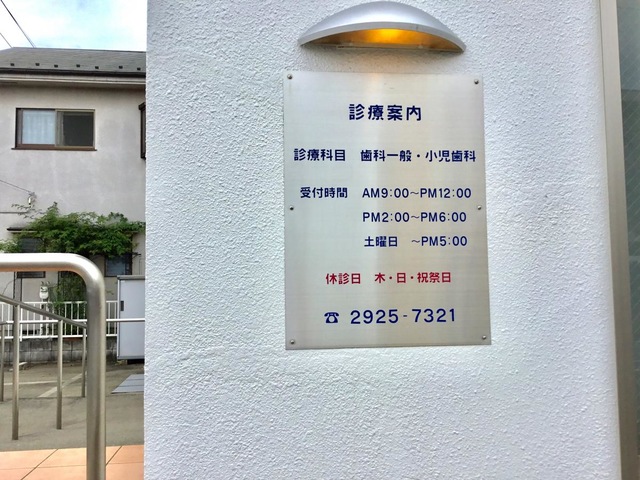 診療案内
診療科目 歯科一般・小児歯科
受付時間 AM9:00～PM12:00
PM2:00～PM6:00
土曜日 ～PM5:00
休診日 木・日・祝祭日
☎ 2925-7321